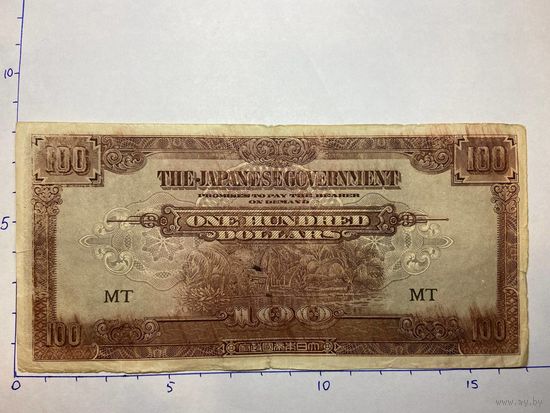 10
100 100
THE JAPANESE GOVERNMENT
PROMISES TO PAY THE BEARER
ON DEMAND
ONE HUNDRED
DOLLARS
5
MT MT
100 100
0 5 10 15
www.ay.by